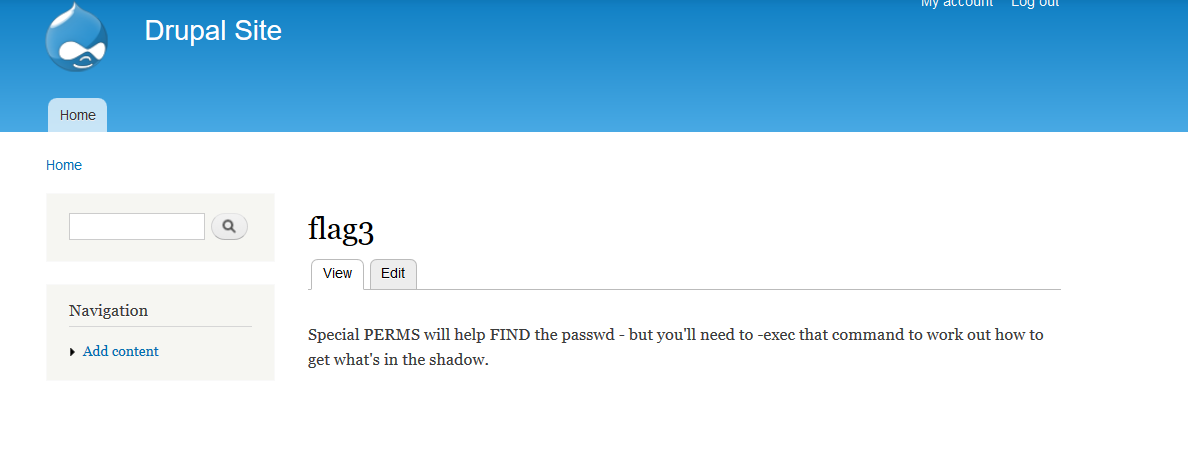 My account Log out
Drupal Site
Home
Home
flag3
View Edit
Navigation
Add content
Special PERMS will help FIND the passwd - but you'll need to -exec that command to work out how to
get what's in the shadow.